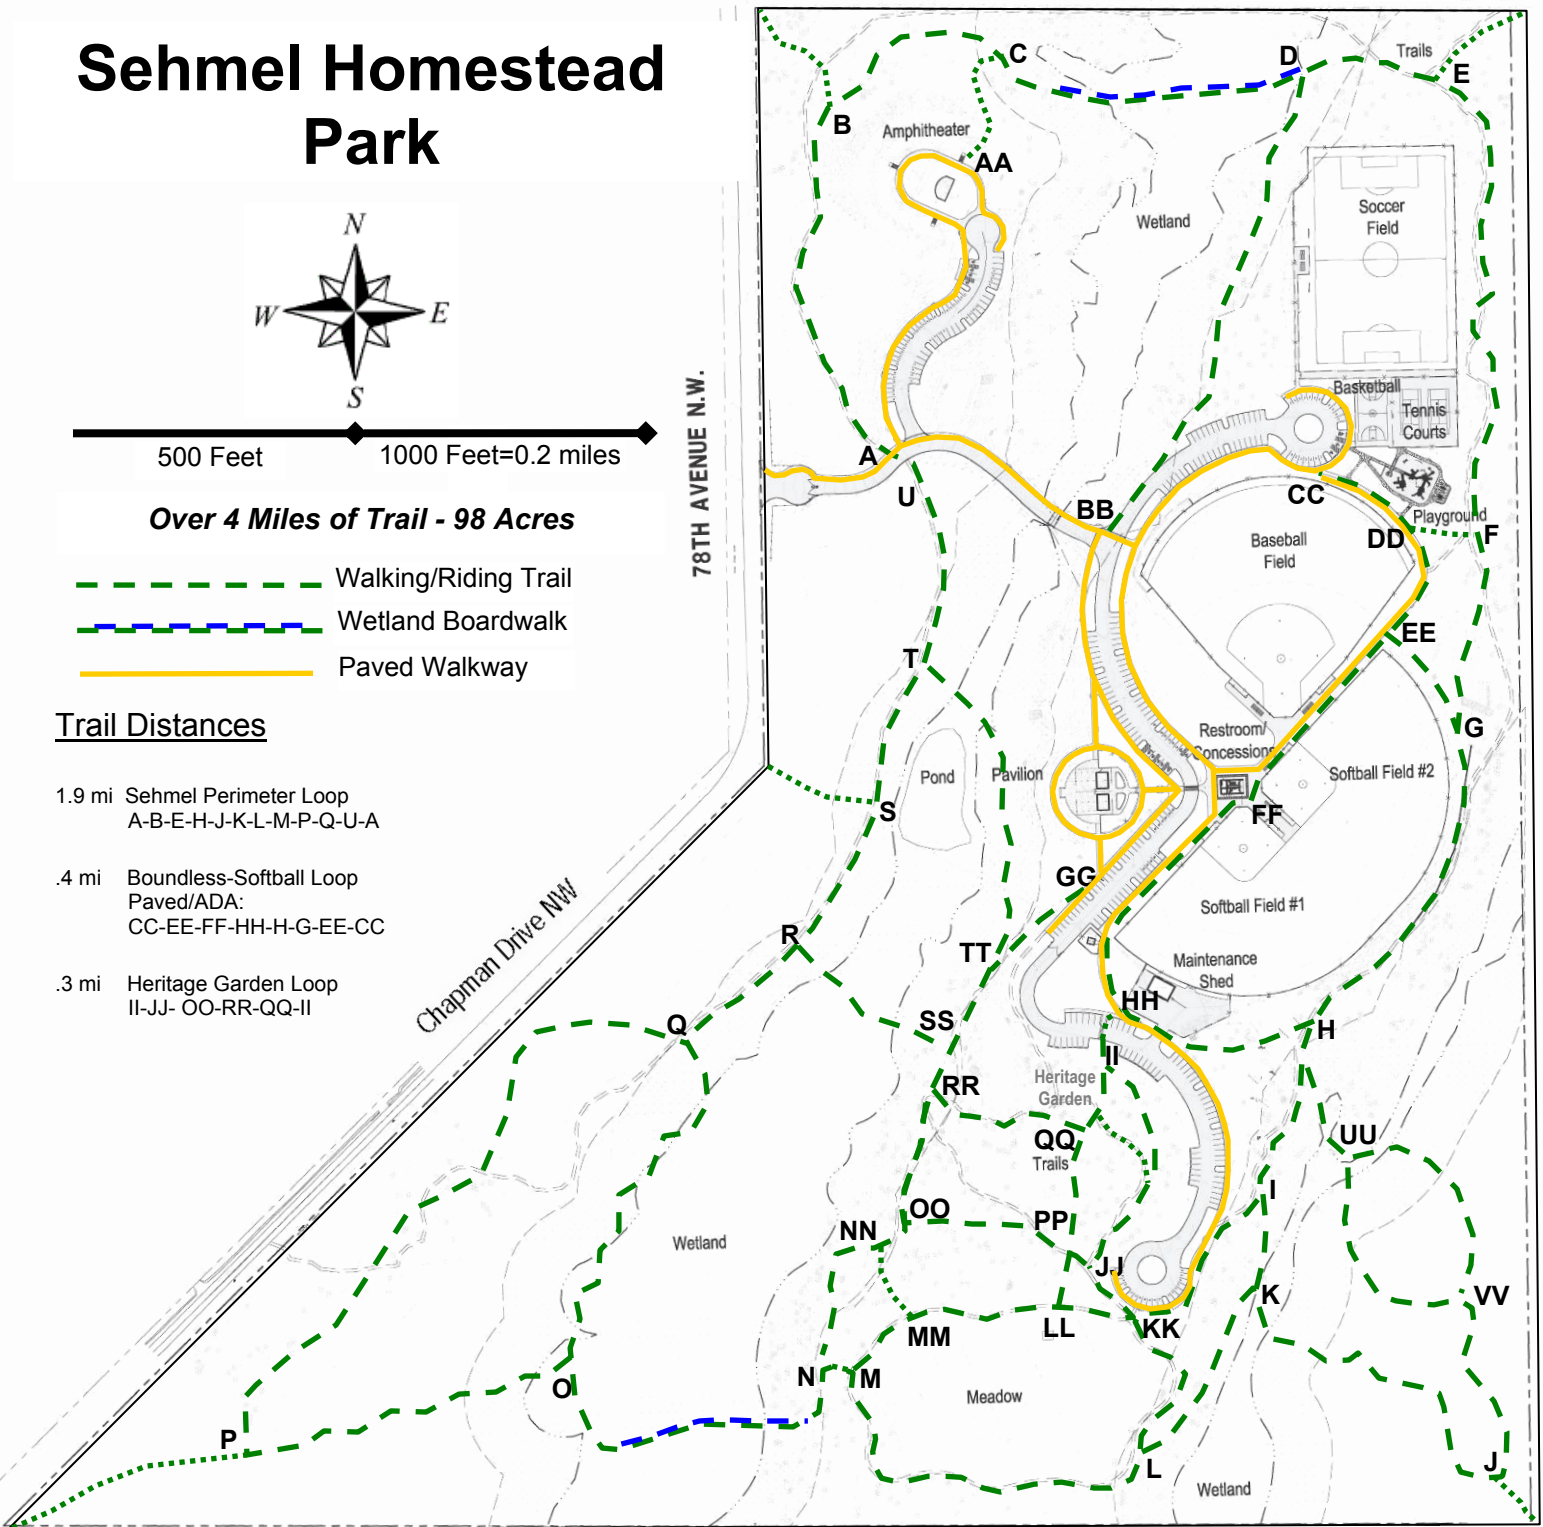 Sehmel Homestead
Park
N
W
E
S
500 Feet
1000 Feet=0.2 miles
Over 4 Miles of Trail - 98 Acres
Walking/Riding Trail
Wetland Boardwalk
Paved Walkway
Trail Distances
1.9 mi Sehmel Perimeter Loop
A-B-E-H-J-K-L-M-P-Q-U-A
.4 mi Boundless-Softball Loop
Paved/ADA:
CC-EE-FF-HH-H-G-EE-CC
.3 mi Heritage Garden Loop
II-JJ- OO-RR-QQ-II
78TH AVENUE N.W.
Chapman Drive NW
C
D
Trails
E
B
Amphitheater
AA
Wetland
Soccer
Field
Basketball
Tennis
Courts
A
U
BB
CC
Playground
DD
F
Baseball
Field
EE
T
G
Restroom/
Concessions
Pond
Pavilion
Softball Field #2
S
FF
GG
Softball Field #1
R
TT
Maintenance
Shed
HH
Q
SS
H
II
Heritage
Garden
RR
QQ
Trails
UU
I
OO
PP
NN
Wetland
JJ
K
VV
MM
LL
KK
N
M
O
Meadow
P
L
J
Wetland